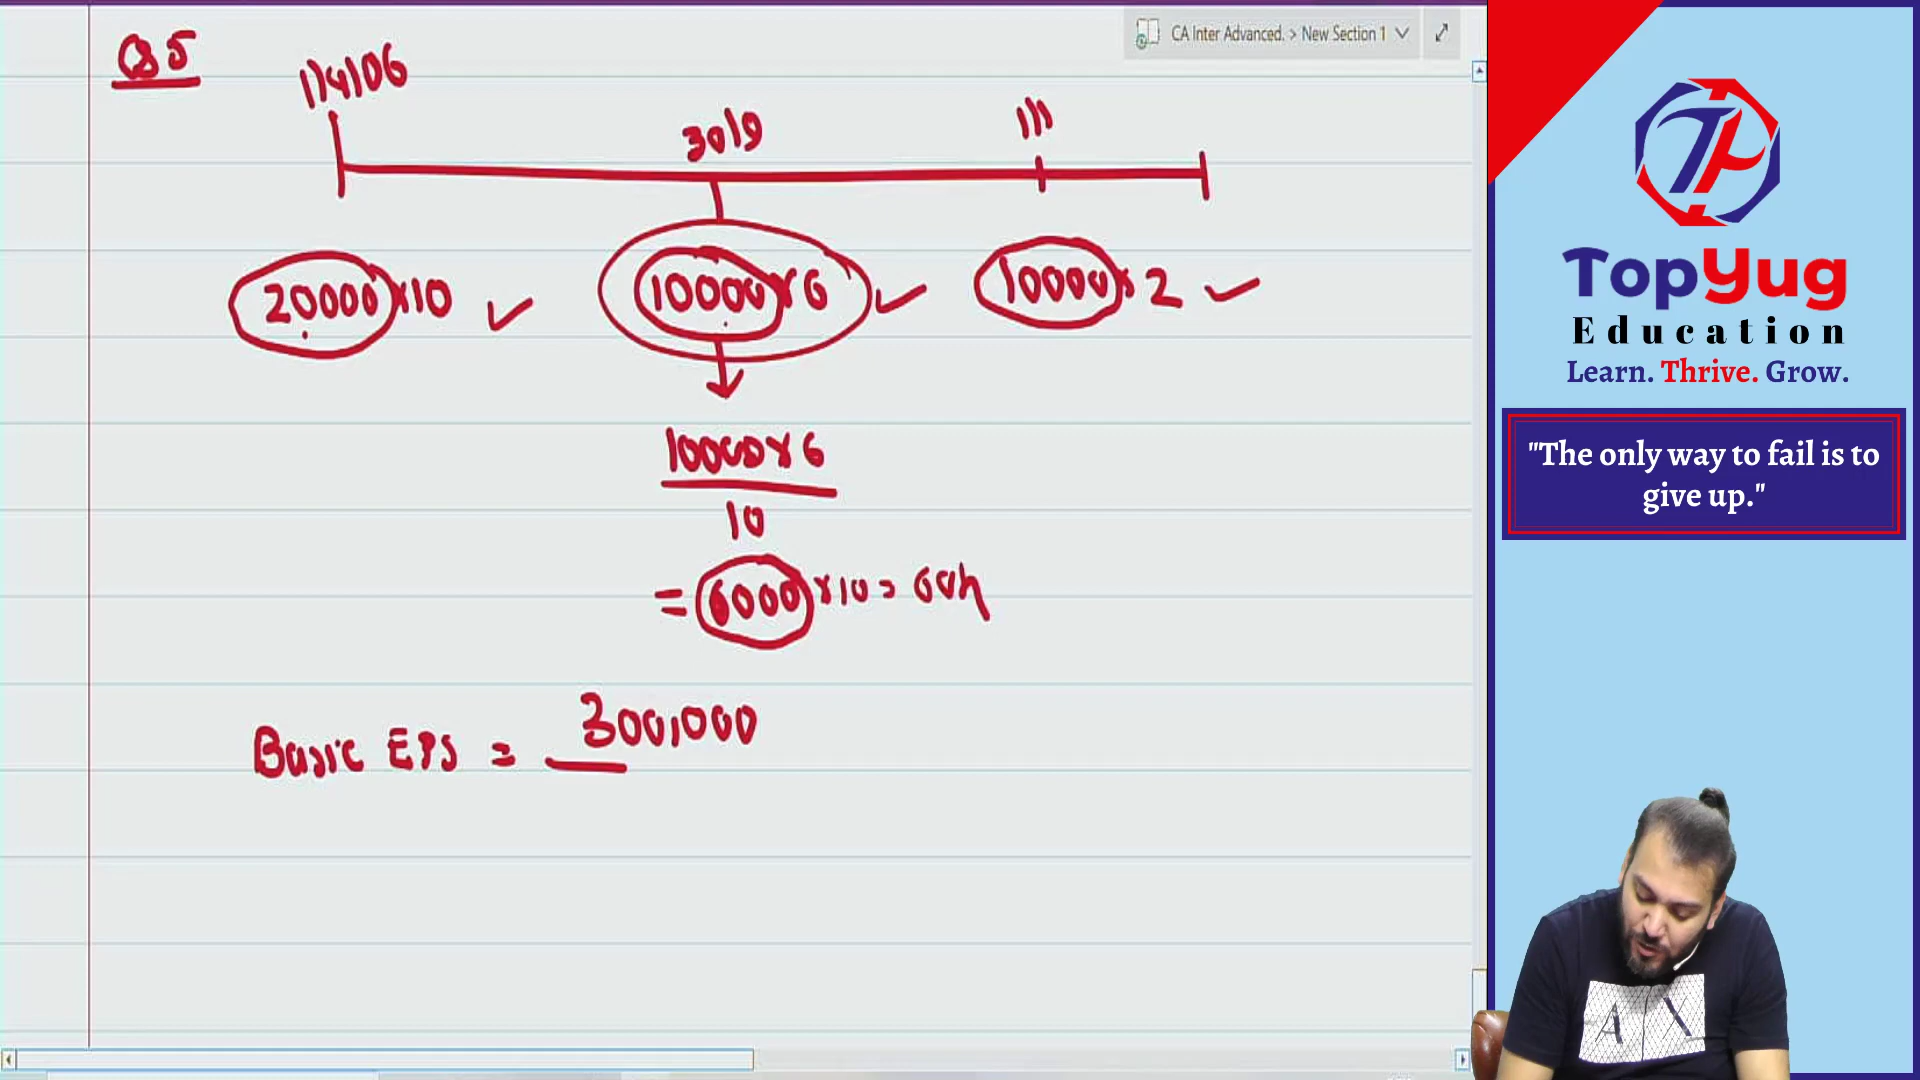 CA Inter Advanced. > New Section 1
Q5
1/4/06
30/9
1/1
20000 × 10
10000 × 6
10000 × 2
10000 × 6
10
= 6000 × 10 =
Basic EPS = 300,000
TopYug
Education
Learn. Thrive. Grow.
"The only way to fail is to
give up."
A X